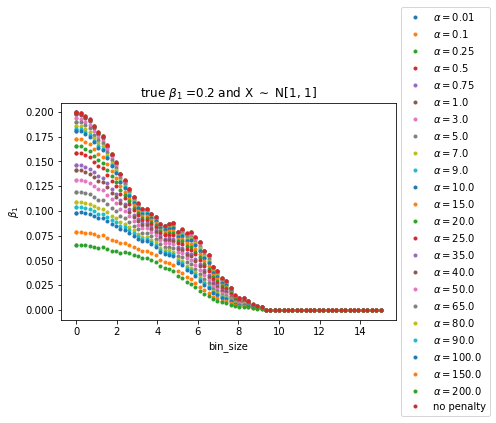 true β₁ =0.2 and X ∼ N[1, 1]
β₁
0.200
0.175
0.150
0.125
0.100
0.075
0.050
0.025
0.000
0 2 4 6 8 10 12 14
bin_size
α = 0.01
α = 0.1
α = 0.25
α = 0.5
α = 0.75
α = 1.0
α = 3.0
α = 5.0
α = 7.0
α = 9.0
α = 10.0
α = 15.0
α = 20.0
α = 25.0
α = 35.0
α = 40.0
α = 50.0
α = 65.0
α = 80.0
α = 90.0
α = 100.0
α = 150.0
α = 200.0
no penalty